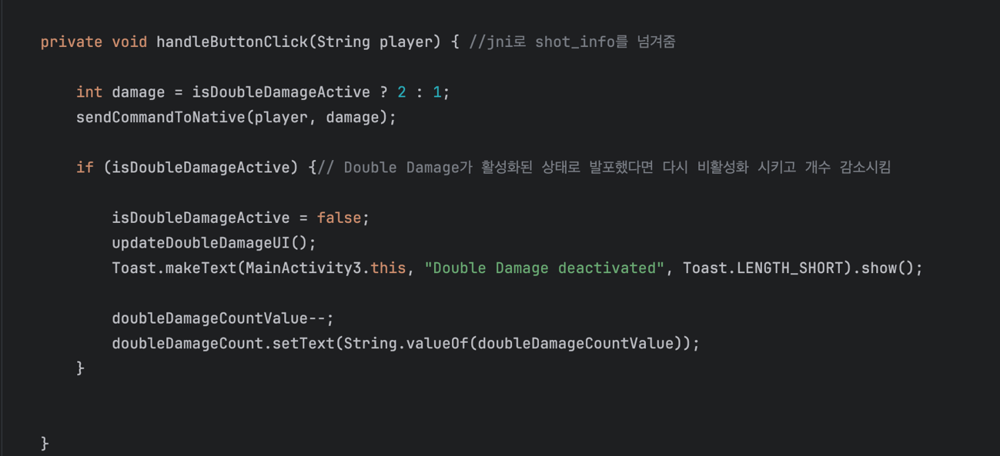 private void handleButtonClick(String player) { //jni로 shot_info를 넘겨줌
int damage = isDoubleDamageActive ? 2 : 1;
sendCommandToNative(player, damage);
if (isDoubleDamageActive) {// Double Damage가 활성화된 상태로 발포했다면 다시 비활성화 시키고 개수 감소시킴
isDoubleDamageActive = false;
updateDoubleDamageUI();
Toast.makeText(MainActivity3.this, "Double Damage deactivated", Toast.LENGTH_SHORT).show();
doubleDamageCountValue--;
doubleDamageCount.setText(String.valueOf(doubleDamageCountValue));
}
}